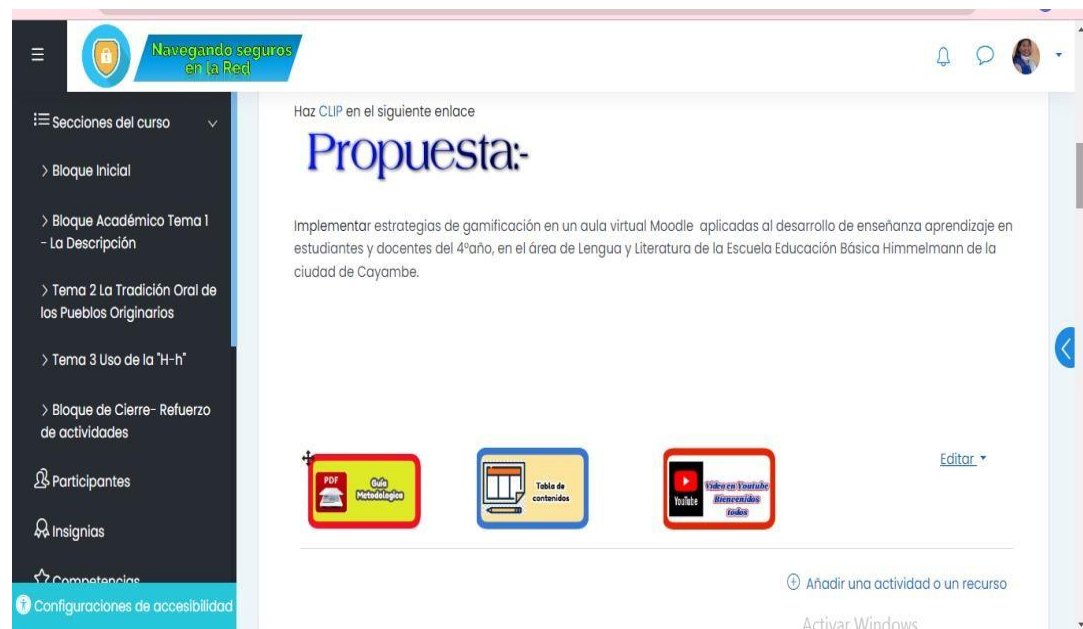 Navegando seguros
en la Red
Secciones del curso
> Bloque Inicial
> Bloque Académico Tema 1
- La Descripción
> Tema 2 La Tradición Oral de
los Pueblos Originarios
> Tema 3 Uso de la "H-h"
> Bloque de Cierre- Refuerzo
de actividades
Participantes
Insignias
Competencias
Configuraciones de accesibilidad
Haz CLIP en el siguiente enlace
Propuesta:-
Implementar estrategias de gamificación en un aula virtual Moodle aplicadas al desarrollo de enseñanza aprendizaje en
estudiantes y docentes del 4ºaño, en el área de Lengua y Literatura de la Escuela Educación Básica Himmelmann de la
ciudad de Cayambe.
PDF
Guía
Metodologica
Tabla de
contenidos
YouTube
Video en Youtube
Bienvenidos
todos
Editar
Añadir una actividad o un recurso
Activar Windows